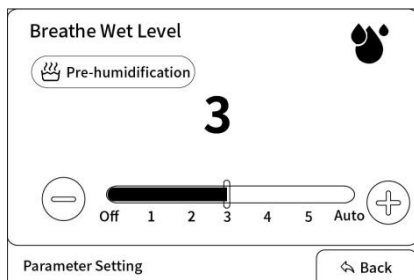 Breathe Wet Level
Pre-humidification
3
Off 1 2 3 4 5 Auto
Parameter Setting
Back